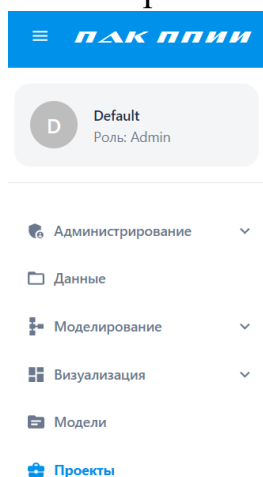 ПАК ППИИ
D
Default
Роль: Admin
Администрирование
Данные
Моделирование
Визуализация
Модели
Проекты